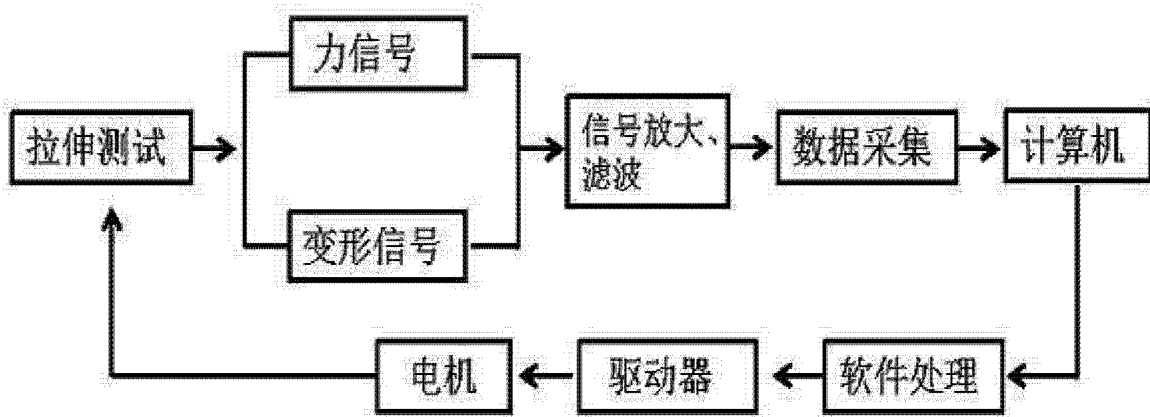 力信号
拉伸测试
信号放大、
滤波
数据采集
计算机
变形信号
电机
驱动器
软件处理